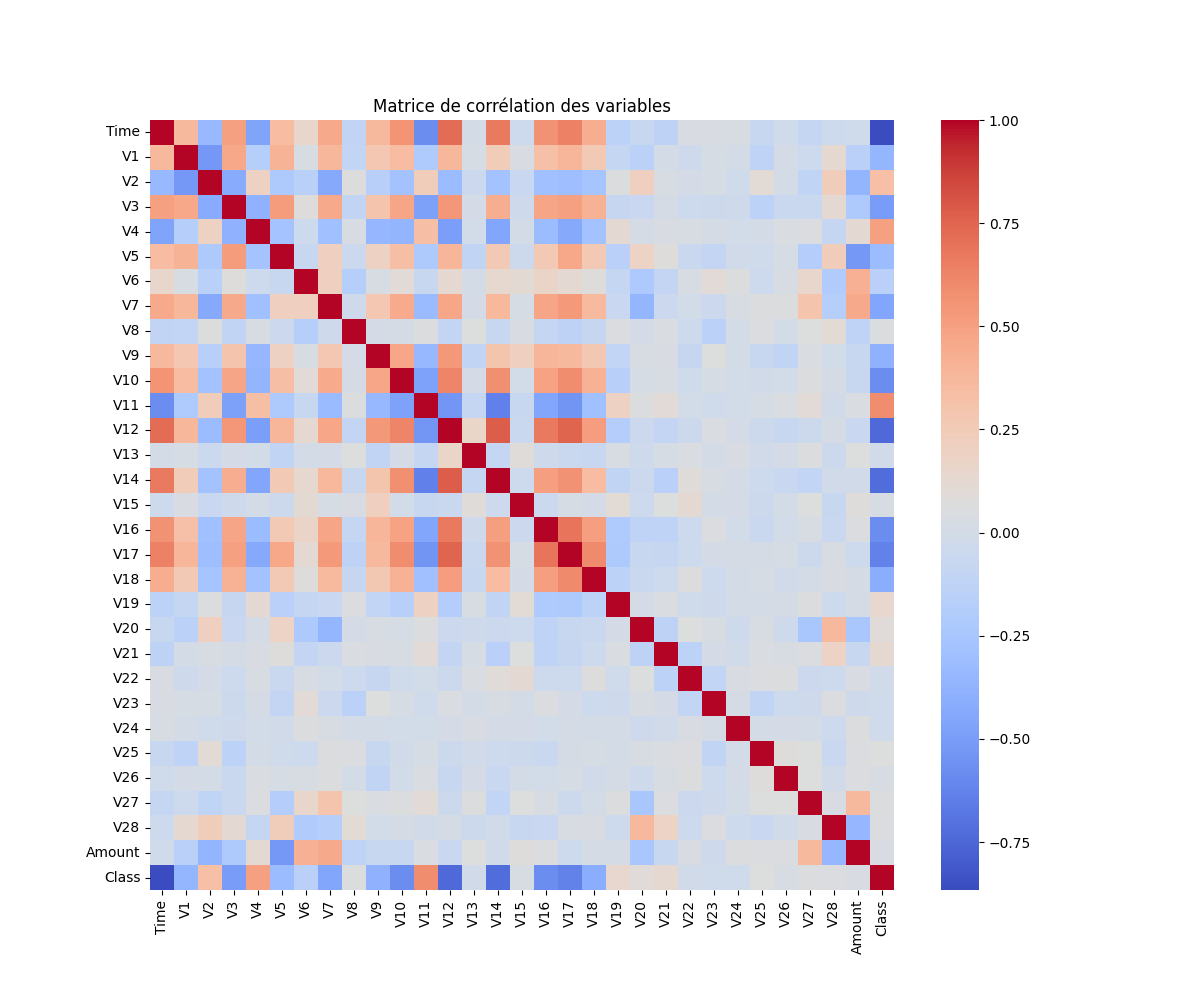 Matrice de corrélation des variables
Time
V1
V2
V3
V4
V5
V6
V7
V8
V9
V10
V11
V12
V13
V14
V15
V16
V17
V18
V19
V20
V21
V22
V23
V24
V25
V26
V27
V28
Amount
Class
Time
V1
V2
V3
V4
V5
V6
V7
V8
V9
V10
V11
V12
V13
V14
V15
V16
V17
V18
V19
V20
V21
V22
V23
V24
V25
V26
V27
V28
Amount
Class
1.00
0.75
0.50
0.25
0.00
−0.25
−0.50
−0.75